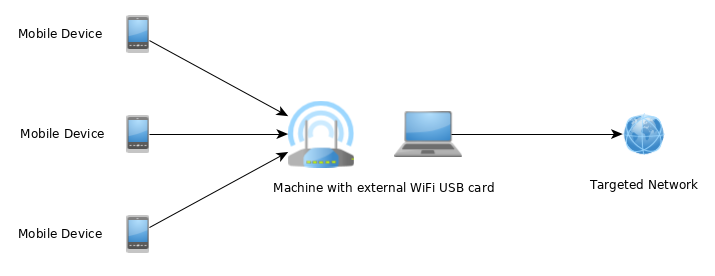 Mobile Device
Mobile Device
Machine with external WiFi USB card
Targeted Network
Mobile Device